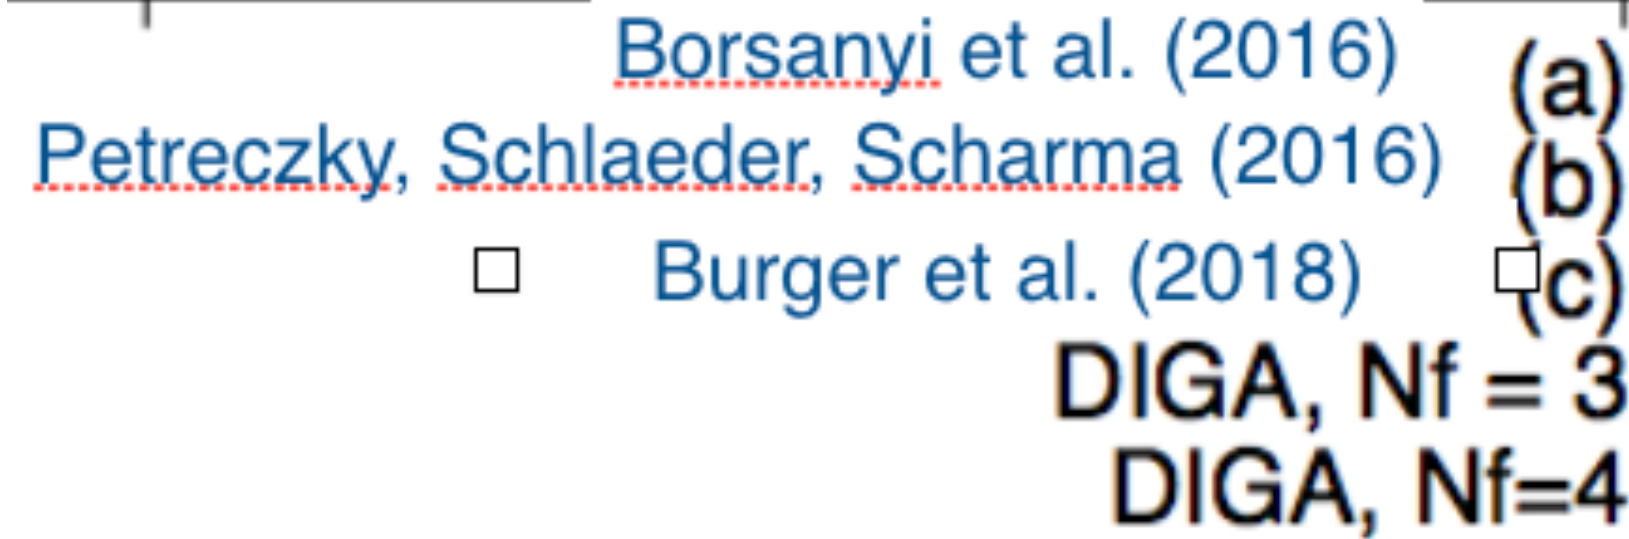 Borsanyi et al. (2016) (a)
Petreczky, Schlaeder, Scharma (2016) (b)
Burger et al. (2018) (c)
DIGA, Nf = 3
DIGA, Nf=4